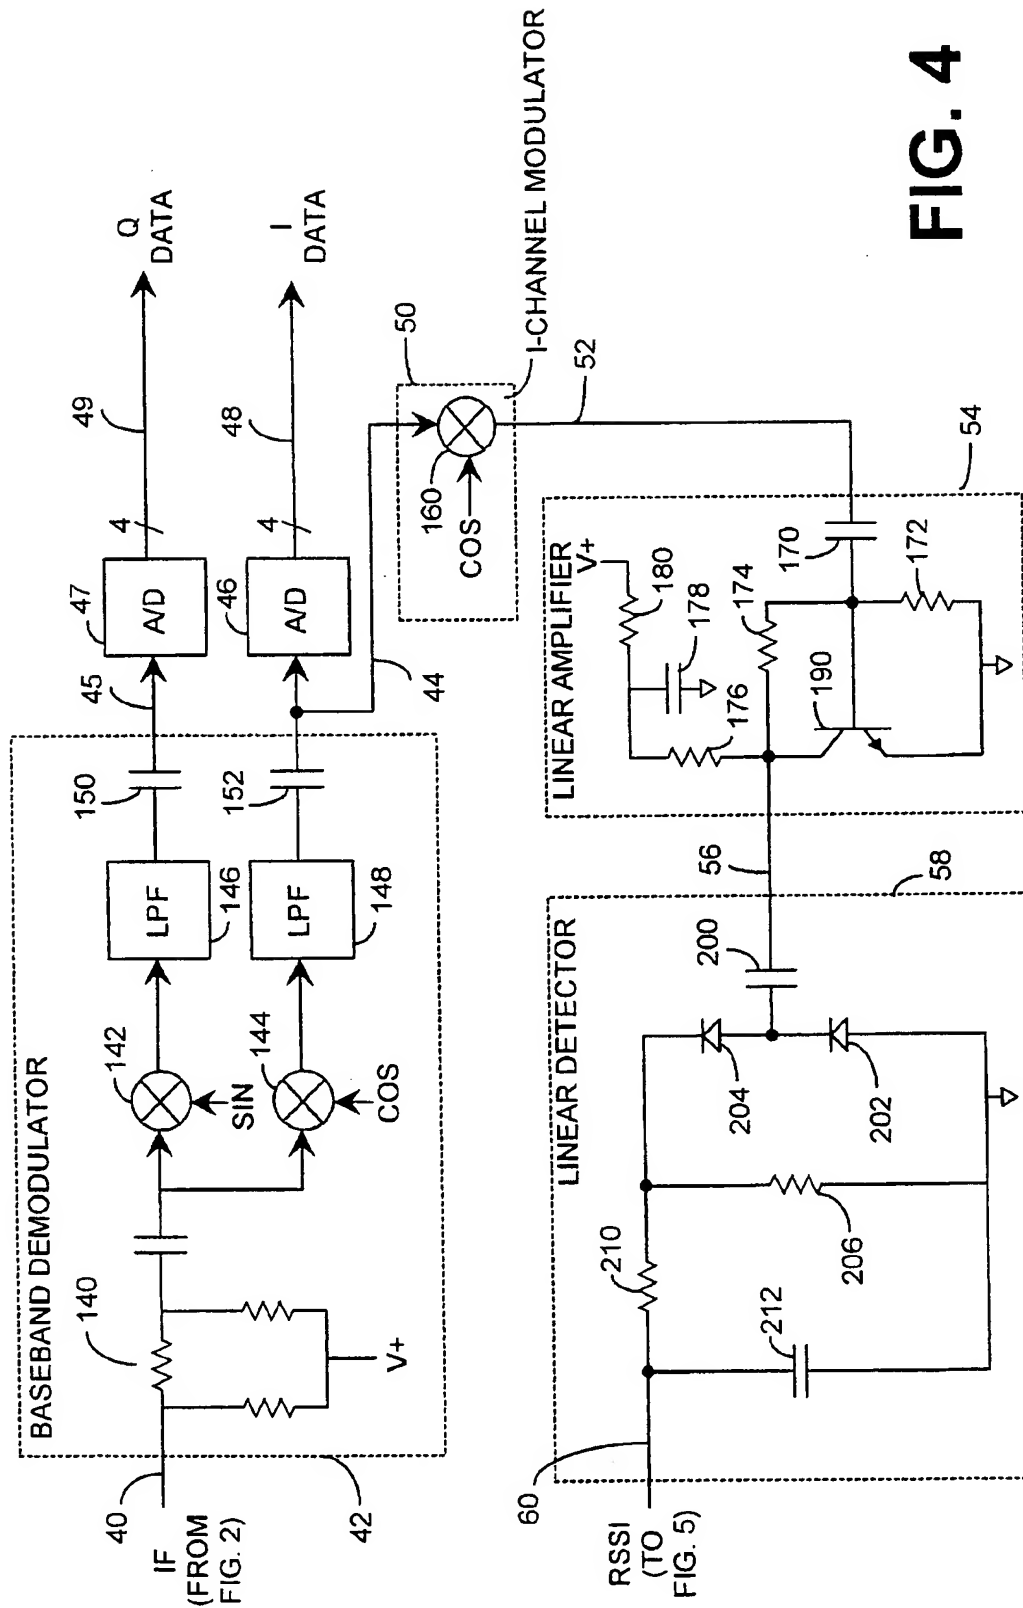 BASEBAND DEMODULATOR
40
IF
(FROM
FIG. 2)
42
140
V+
142
SIN
144
COS
LPF
146
LPF
148
150
152
45
47
A/D
46
A/D
44
4
4
49
48
Q
DATA
I
DATA
50
160
COS
I-CHANNEL MODULATOR
52
LINEAR DETECTOR
60
RSSI
(TO
FIG. 5)
210
212
206
204
202
200
58
56
LINEAR AMPLIFIER
V+
180
178
176
174
190
170
172
54
FIG. 4